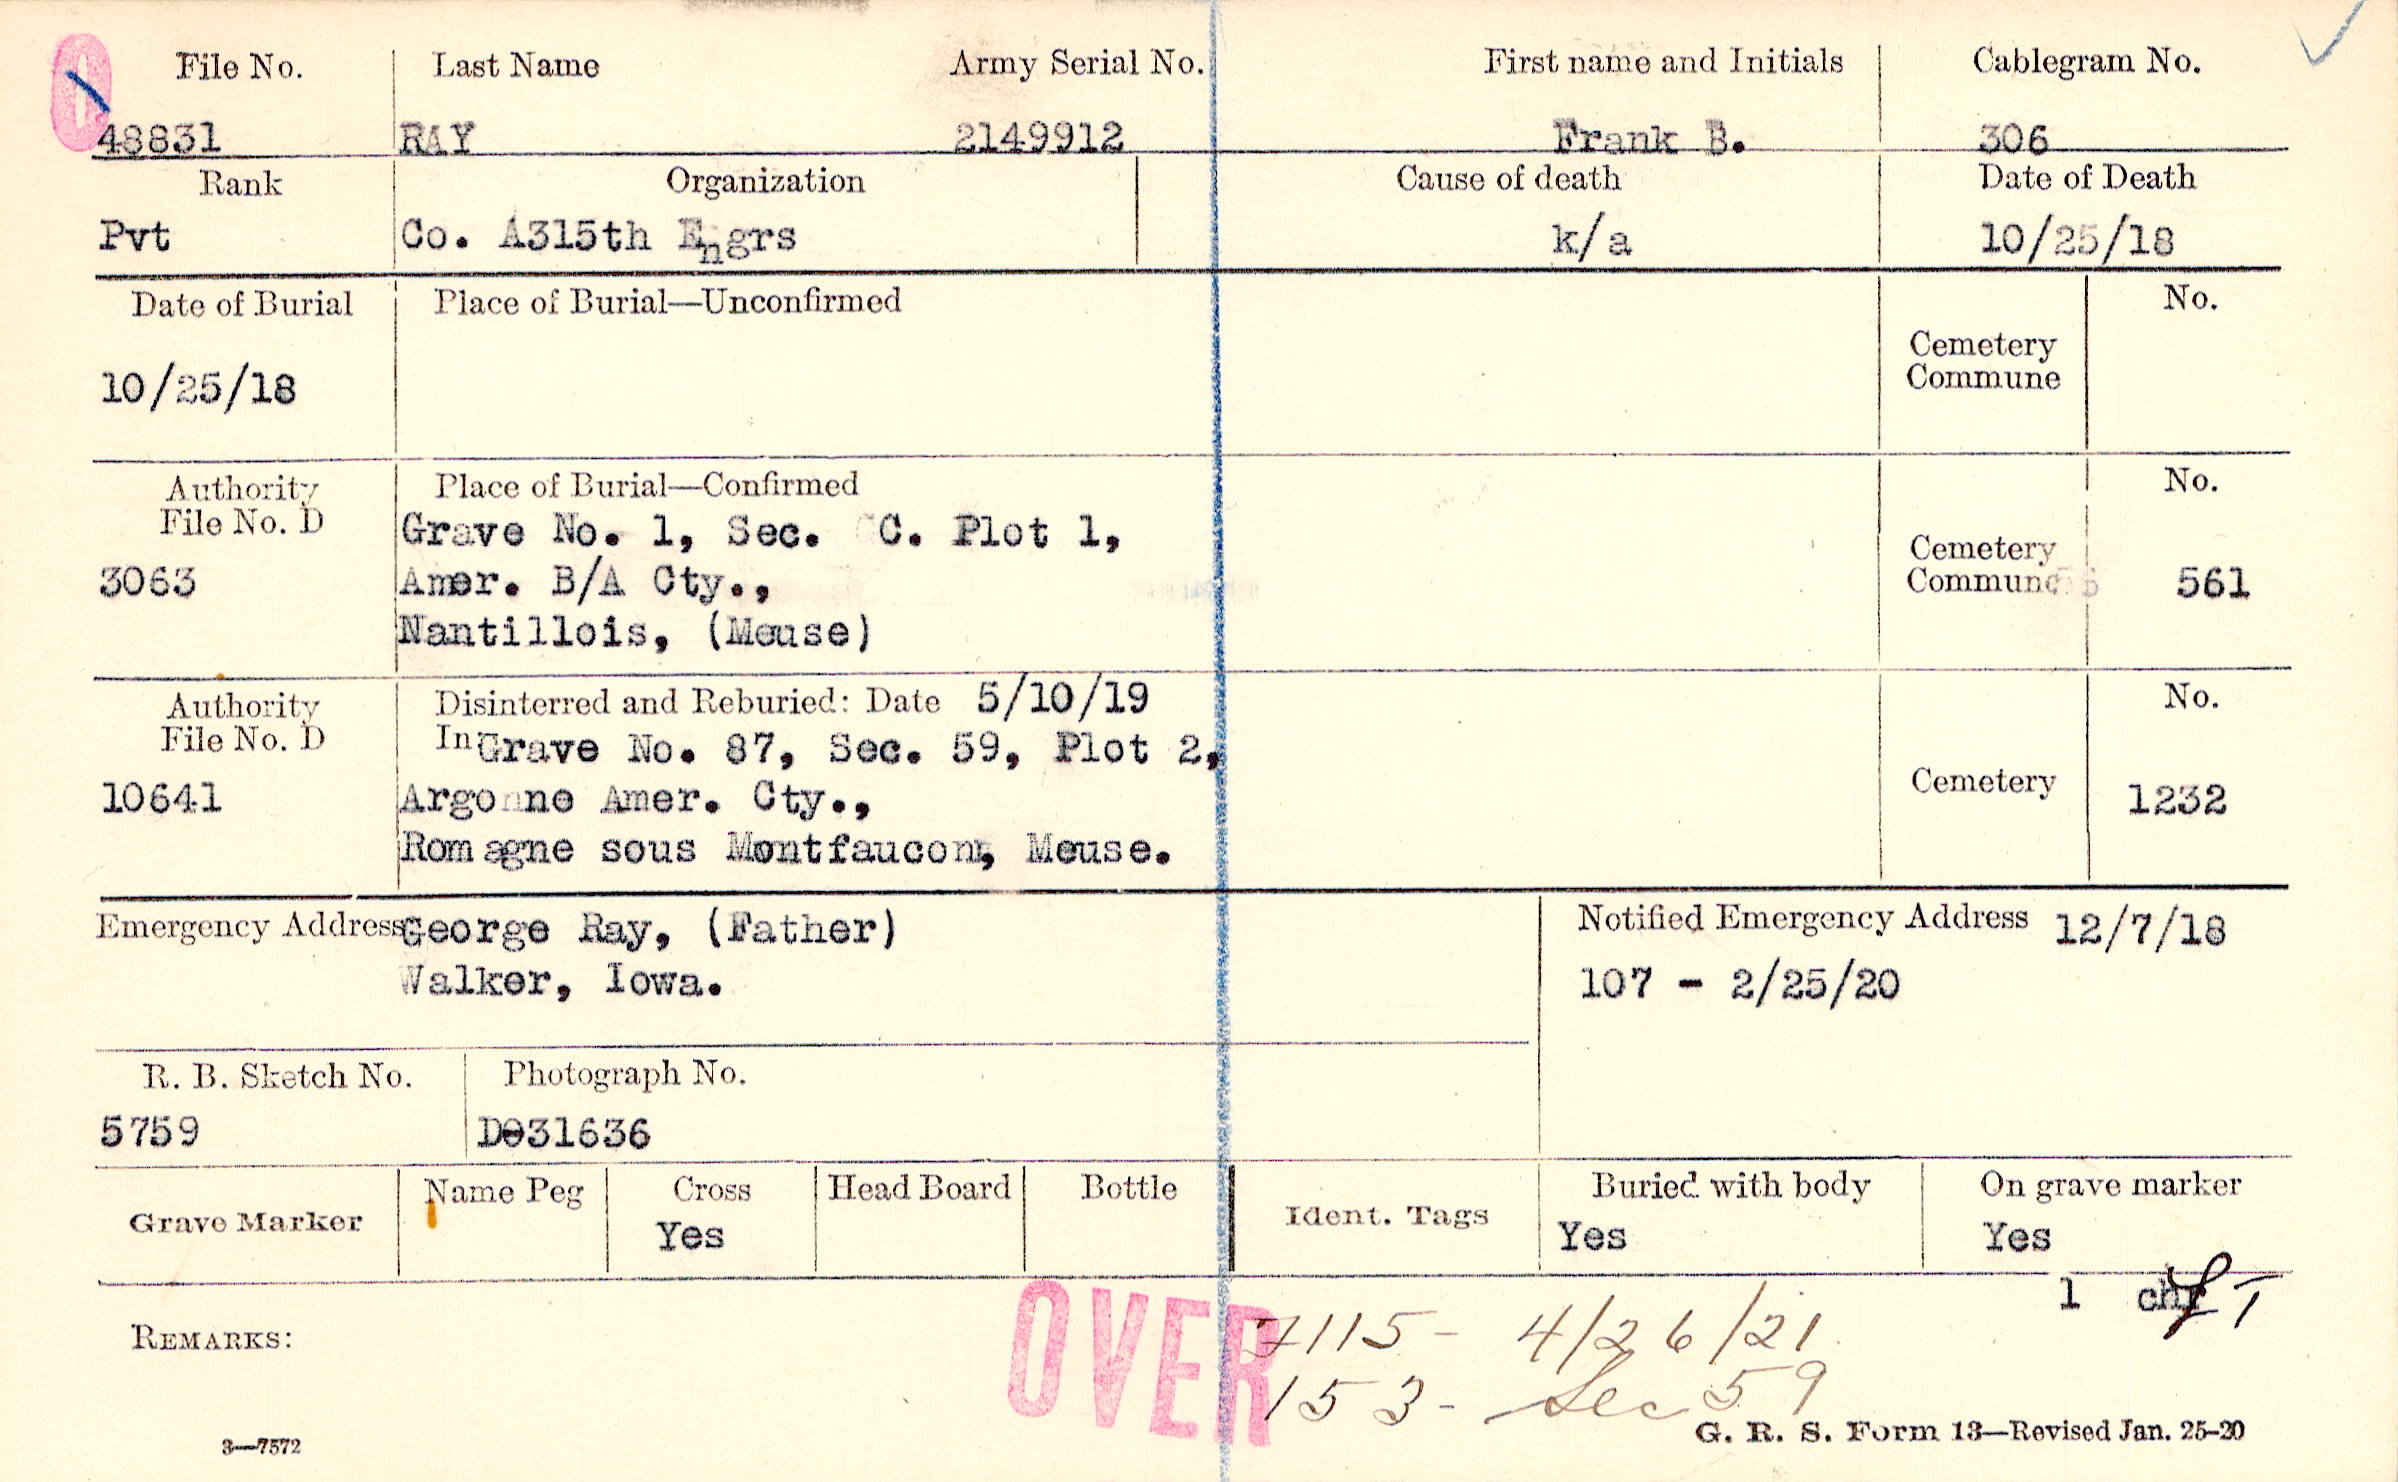 File No. Last Name Army Serial No. First name and Initials Cablegram No.
48831 RAY 2149912 Frank B. 306
Rank Organization Cause of death Date of Death
Pvt Co. A315th Engrs k/a 10/25/18
Date of Burial Place of Burial—Unconfirmed No.
Cemetery
Commune
10/25/18
Authority Place of Burial—Confirmed No.
File No. D Grave No. 1, Sec. C. Plot 1,
Cemetery
3063 Amer. B/A Cty., Commune 561
Nantillois, (Meuse)
Authority Disinterred and Reburied: Date 5/10/19 No.
File No. D In Grave No. 87, Sec. 59, Plot 2,
10641 Argonne Amer. Cty., Cemetery 1232
Romagne sous Montfaucon, Meuse.
Emergency Address George Ray, (Father) Notified Emergency Address 12/7/18
Walker, Iowa. 107 - 2/25/20
R. B. Sketch No. Photograph No.
5759 D031636
Grave Marker Name Peg Cross Head Board Bottle Ident. Tags Buried with body On grave marker
Yes Yes Yes
1
OVER
REMARKS: 115- 4/26/21
153- Sec 59
3—7572 G. R. S. Form 13—Revised Jan. 25-20